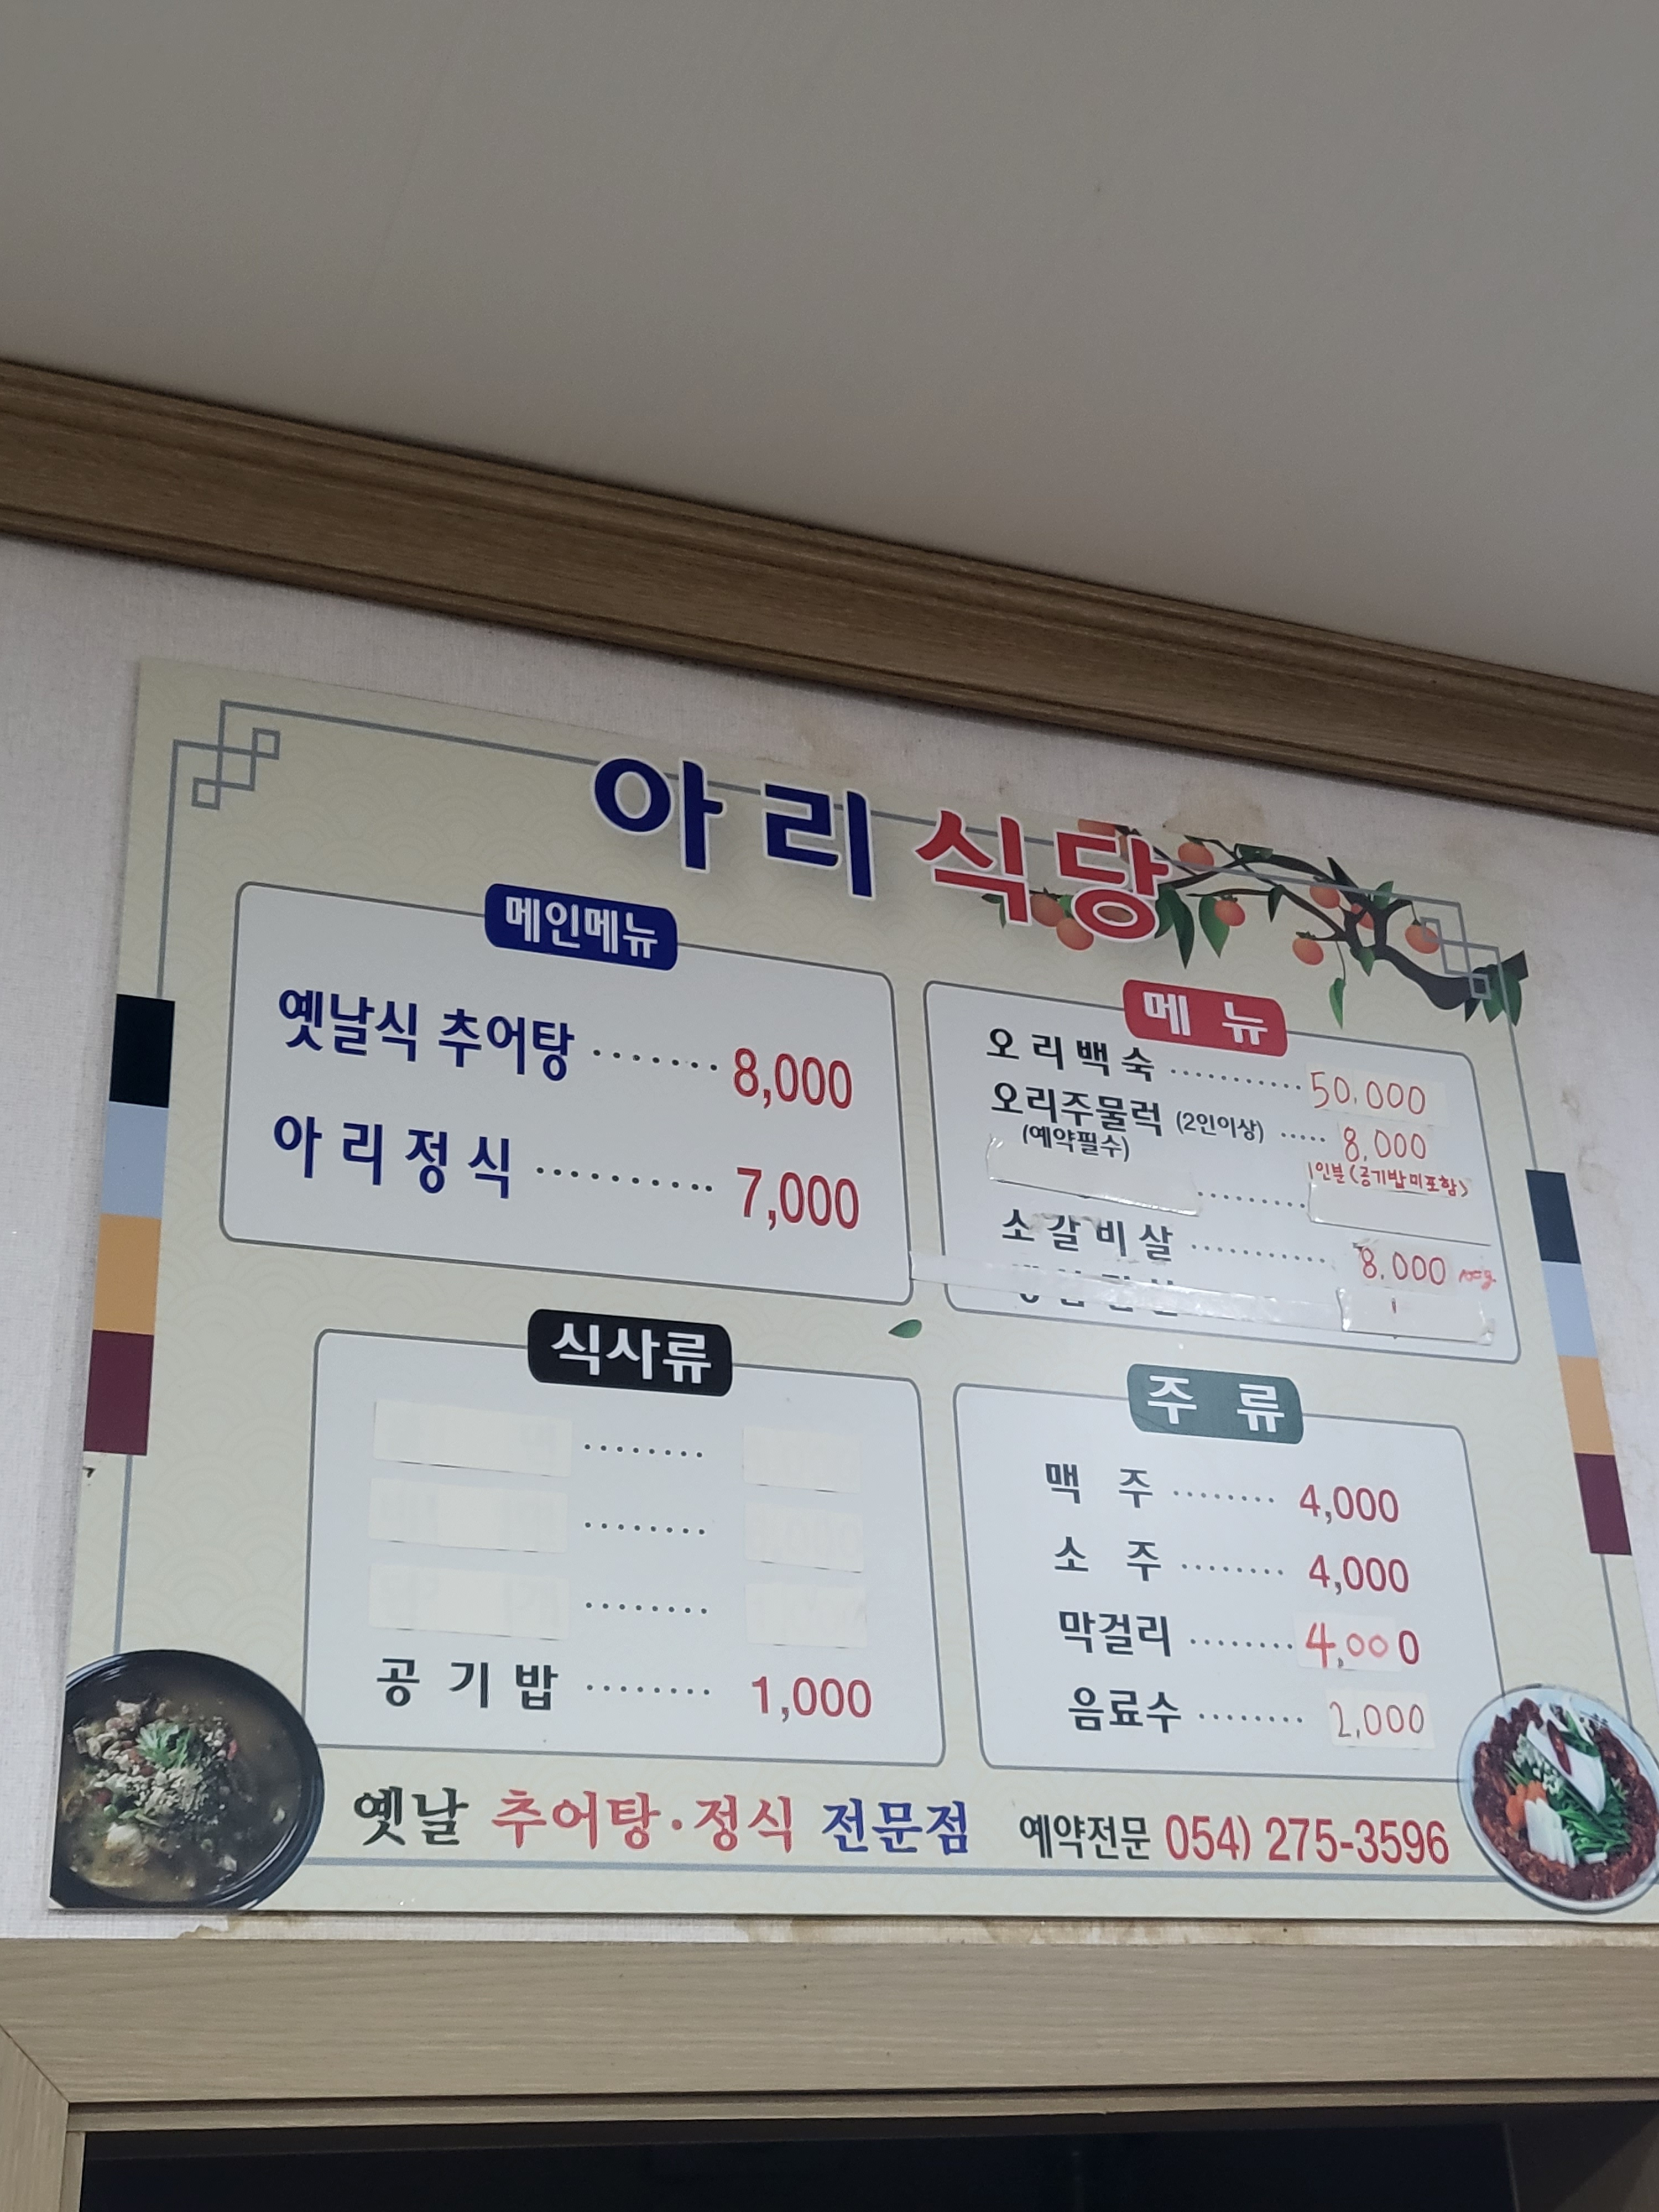 아리식당
메인메뉴
옛날식 추어탕 ······· 8,000
아리정식 ·········· 7,000
메 뉴
오리백숙 ··········· 50,000
오리주물럭 (2인이상) ····· 8,000
(예약필수) 1인분(공기밥미포함)
소갈비살 ············ 8,000
식사류
공 기 밥 ········ 1,000
주 류
맥 주 ········ 4,000
소 주 ········ 4,000
막걸리 ········ 4,000
음료수 ········ 2,000
옛날 추어탕·정식 전문점 예약전문 054) 275-3596